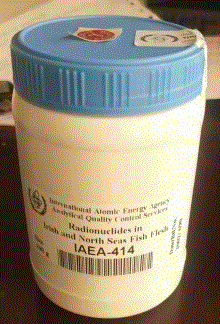 International Atomic Energy Agency
Analytical Quality Control Services
Radionuclides in
Irish and North Seas Fish Flesh
IAEA-414